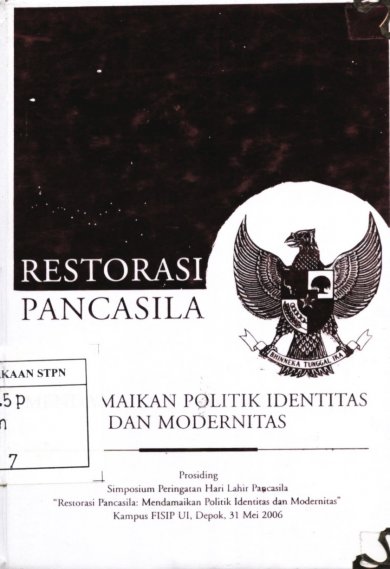 RESTORASI
PANCASILA
BHINNEKA TUNGGAL IKA
KAAN STPN
.5 p
n
7
MAIKAN POLITIK IDENTITAS
DAN MODERNITAS
Prosiding
Simposium Peringatan Hari Lahir Pancasila
"Restorasi Pancasila: Mendamaikan Politik Identitas dan Modernitas"
Kampus FISIP UI, Depok, 31 Mei 2006